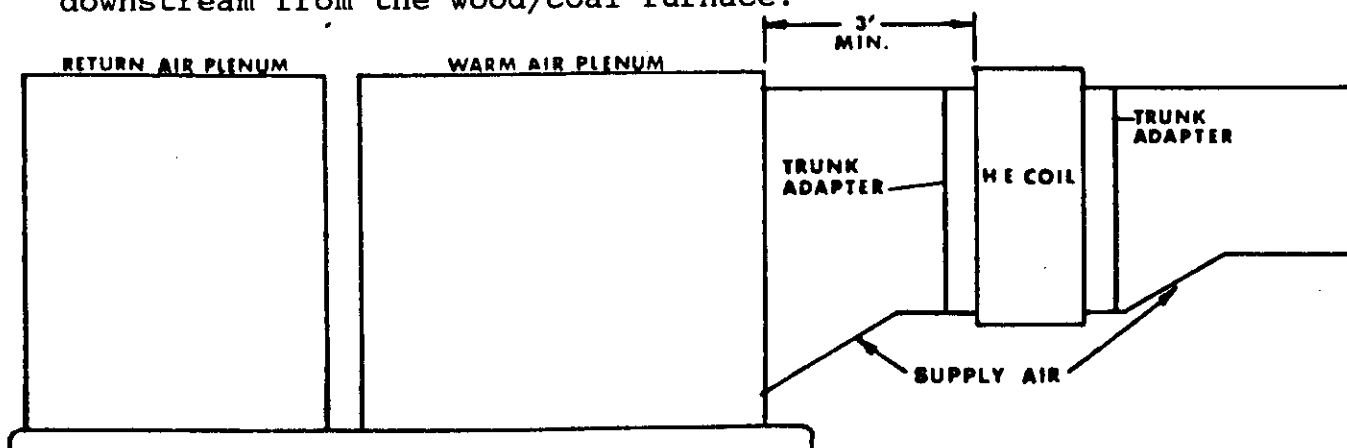 downstream from the wood/coal furnace.
3'
MIN.
RETURN AIR PLENUM
WARM AIR PLENUM
TRUNK
ADAPTER
H E COIL
TRUNK
ADAPTER
SUPPLY AIR